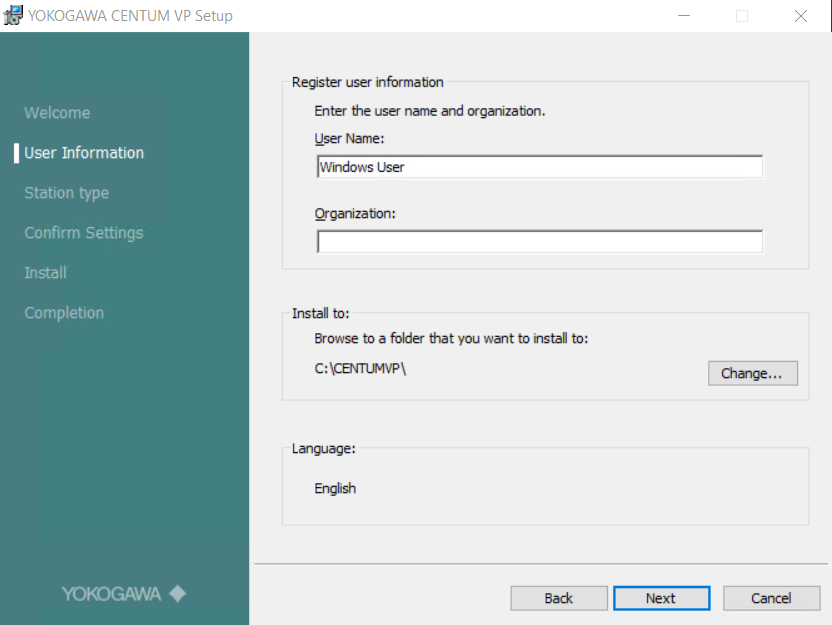 YOKOGAWA CENTUM VP Setup
Welcome
User Information
Station type
Confirm Settings
Install
Completion
YOKOGAWA
Register user information
Enter the user name and organization.
User Name:
Windows User
Organization:
Install to:
Browse to a folder that you want to install to:
C:\CENTUMVP\
Change...
Language:
English
Back
Next
Cancel